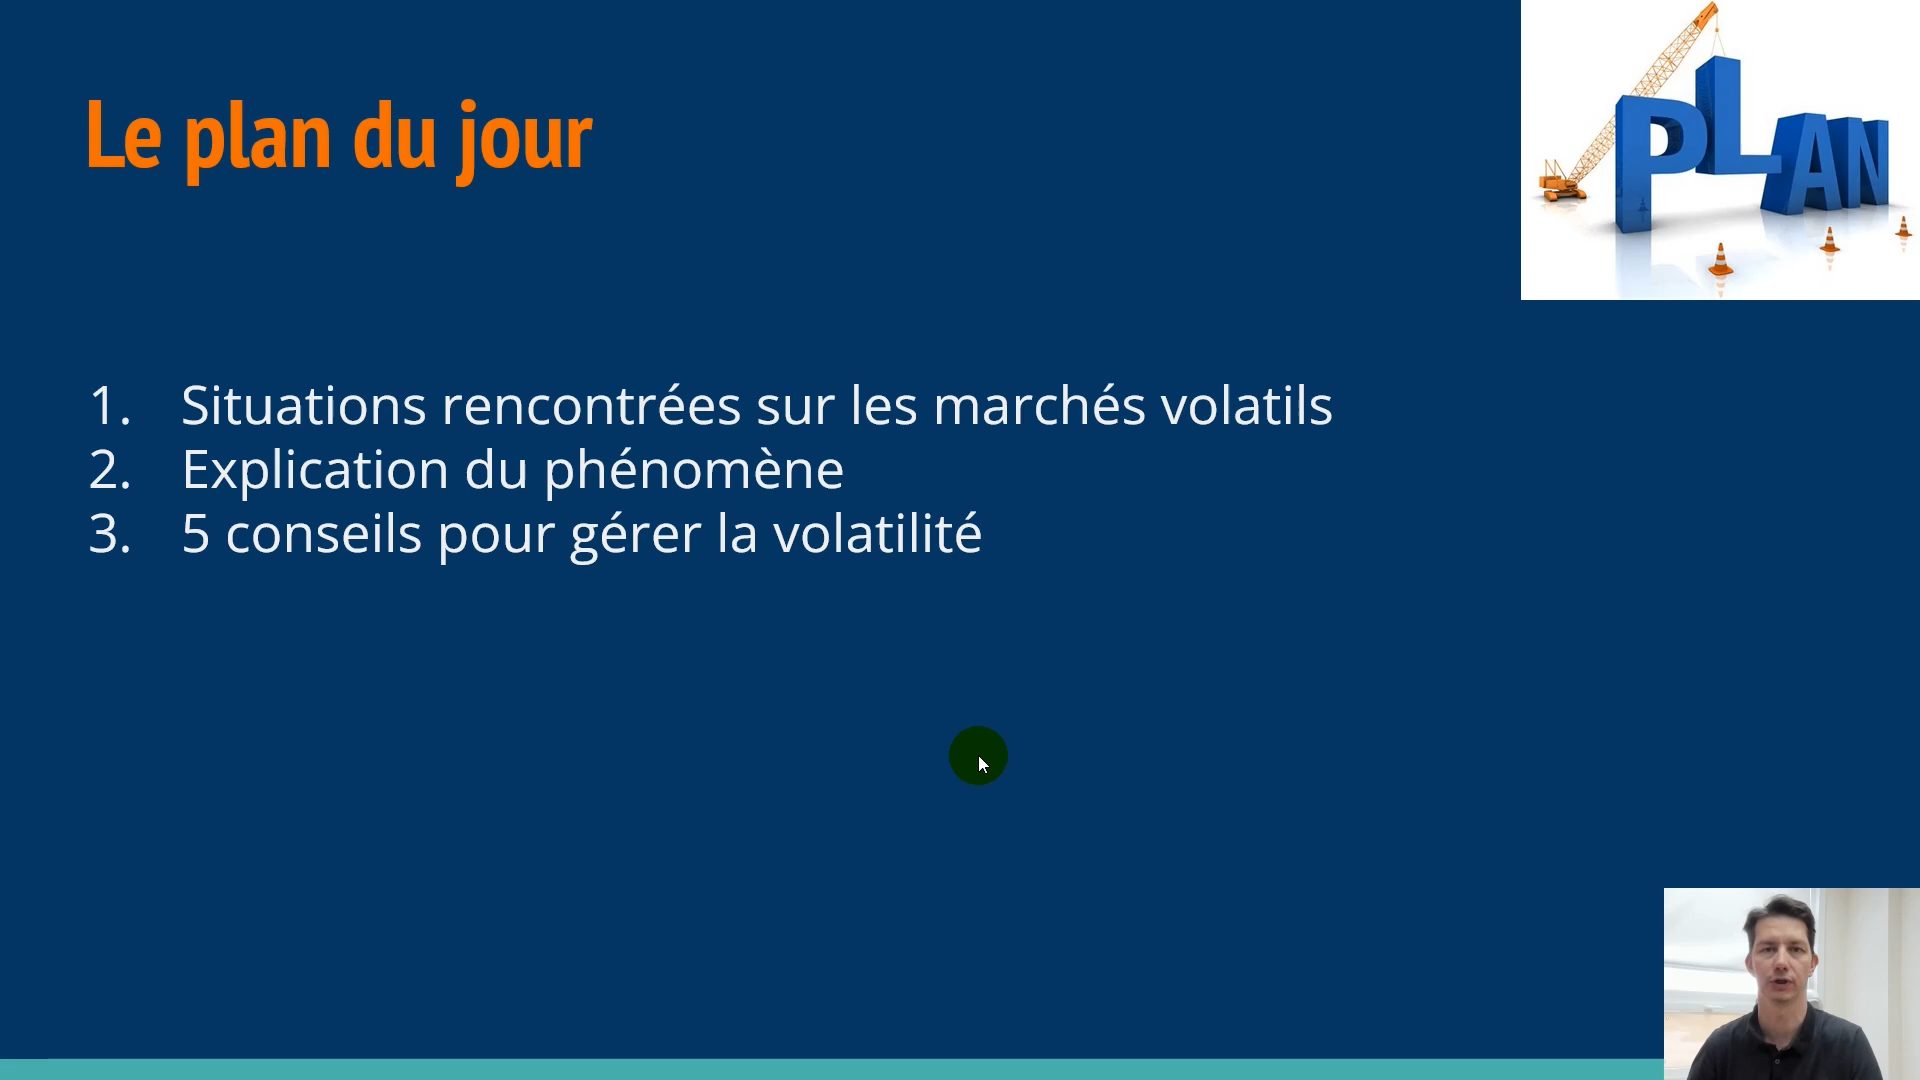 Le plan du jour
PLAN
1. Situations rencontrées sur les marchés volatils
2. Explication du phénomène
3. 5 conseils pour gérer la volatilité